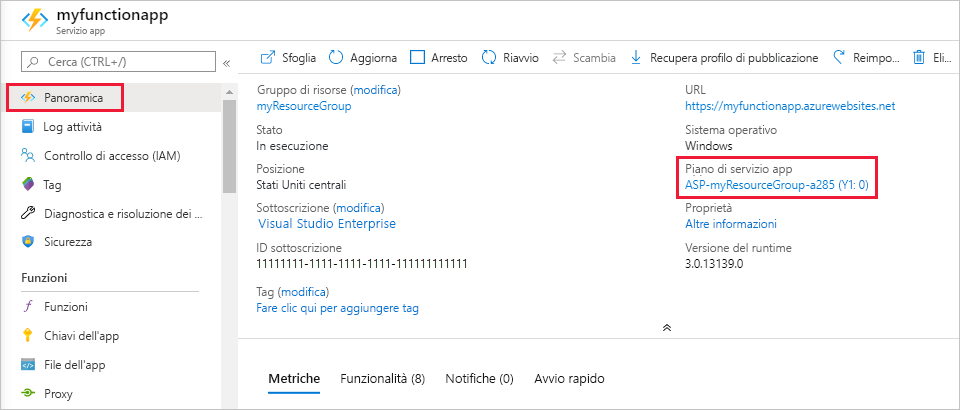 myfunctionapp
Servizio app
Cerca (CTRL+/)
«
Panoramica
Log attività
Controllo di accesso (IAM)
Tag
Diagnostica e risoluzione dei ...
Sicurezza
Funzioni
Funzioni
Chiavi dell'app
File dell'app
Proxy
Sfoglia Aggiorna Arresto Riavvio Scambia Recupera profilo di pubblicazione Reimpo... Eli...
Gruppo di risorse (modifica)
myResourceGroup
Stato
In esecuzione
Posizione
Stati Uniti centrali
Sottoscrizione (modifica)
Visual Studio Enterprise
ID sottoscrizione
11111111-1111-1111-1111-111111111111
Tag (modifica)
Fare clic qui per aggiungere tag
URL
https://myfunctionapp.azurewebsites.net
Sistema operativo
Windows
Piano di servizio app
ASP-myResourceGroup-a285 (Y1: 0)
Proprietà
Altre informazioni
Versione del runtime
3.0.13139.0
Metriche Funzionalità (8) Notifiche (0) Avvio rapido